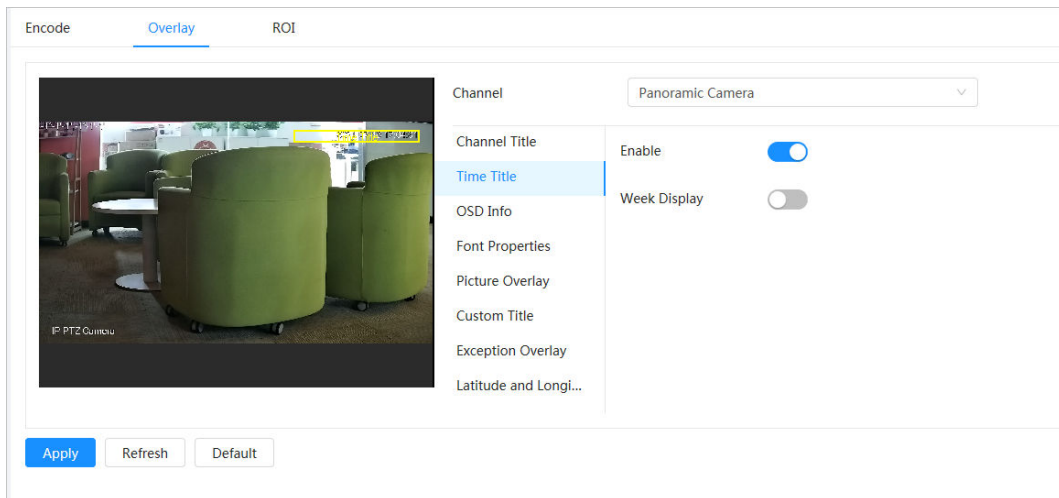 Encode Overlay ROI
Channel Panoramic Camera
Channel Title
Enable
Time Title
Week Display
OSD Info
Font Properties
Picture Overlay
Custom Title
IP PTZ Camera
Exception Overlay
Latitude and Longi...
Apply Refresh Default